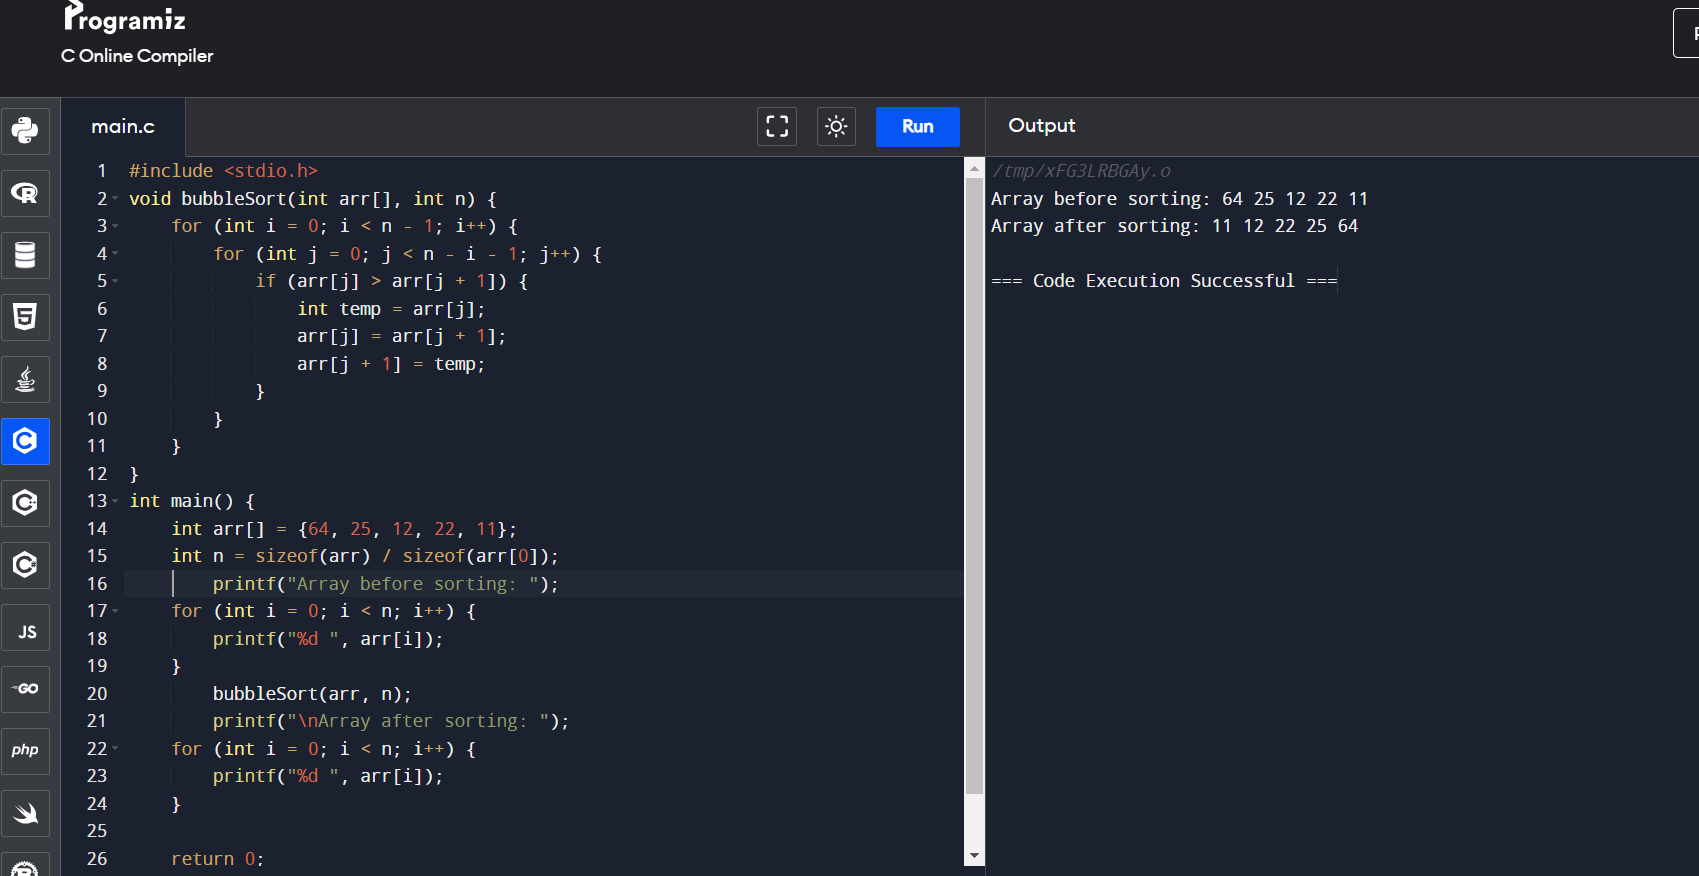 Programiz
C Online Compiler
main.c
Run
Output
1 #include <stdio.h>
2 void bubbleSort(int arr[], int n) {
3     for (int i = 0; i < n - 1; i++) {
4         for (int j = 0; j < n - i - 1; j++) {
5             if (arr[j] > arr[j + 1]) {
6                 int temp = arr[j];
7                 arr[j] = arr[j + 1];
8                 arr[j + 1] = temp;
9             }
10         }
11     }
12 }
13 int main() {
14     int arr[] = {64, 25, 12, 22, 11};
15     int n = sizeof(arr) / sizeof(arr[0]);
16         printf("Array before sorting: ");
17     for (int i = 0; i < n; i++) {
18         printf("%d ", arr[i]);
19     }
20         bubbleSort(arr, n);
21         printf("\nArray after sorting: ");
22     for (int i = 0; i < n; i++) {
23         printf("%d ", arr[i]);
24     }
25
26     return 0;
/tmp/xFG3LRBGAy.o
Array before sorting: 64 25 12 22 11
Array after sorting: 11 12 22 25 64
=== Code Execution Successful ===
R
5
C
C++
C#
JS
GO
php
R